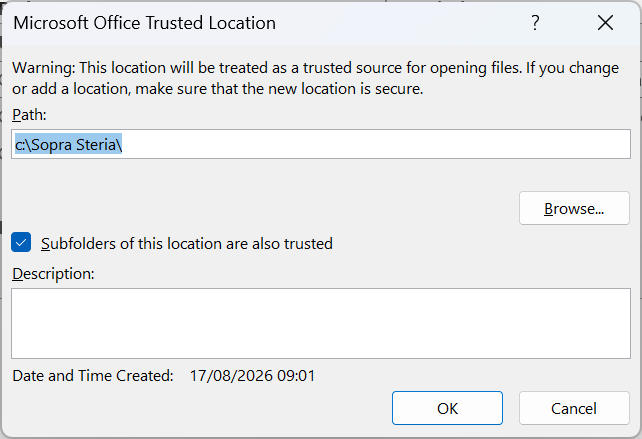 Microsoft Office Trusted Location
Warning: This location will be treated as a trusted source for opening files. If you change
or add a location, make sure that the new location is secure.
Path:
c:\Sopra Steria\
Browse...
Subfolders of this location are also trusted
Description:
Date and Time Created: 17/08/2026 09:01
OK Cancel